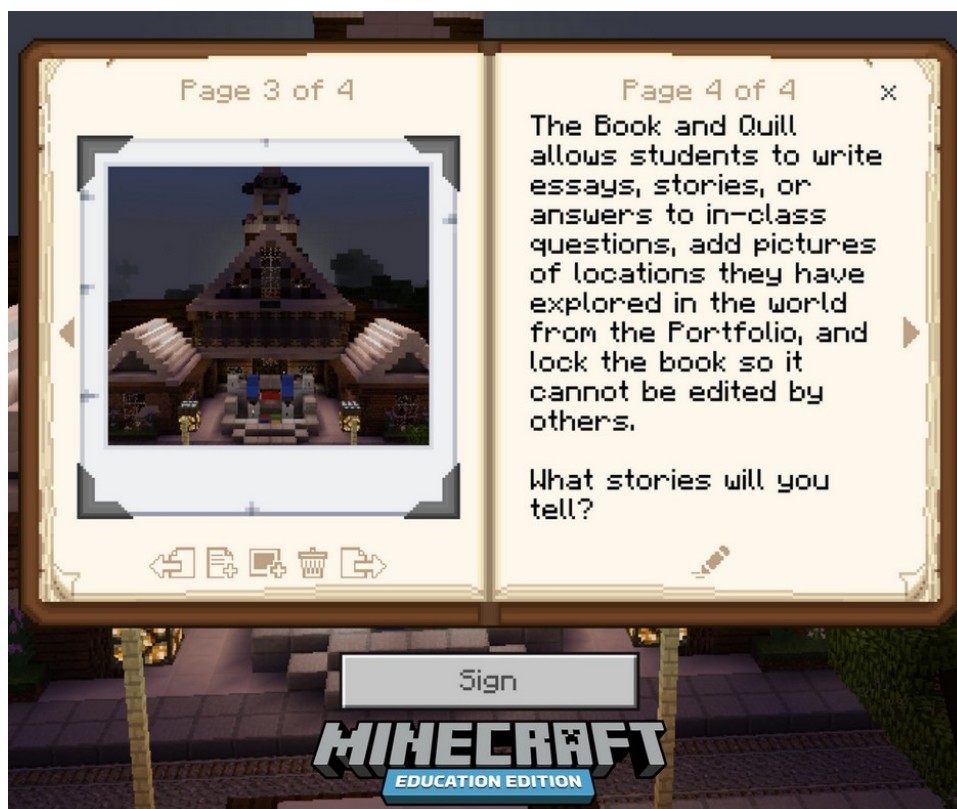 Page 3 of 4
Page 4 of 4
x
The Book and Quill
allows students to write
essays, stories, or
answers to in-class
questions, add pictures
of locations they have
explored in the world
from the Portfolio, and
lock the book so it
cannot be edited by
others.
What stories will you
tell?
Sign
MINECRAFT
EDUCATION EDITION